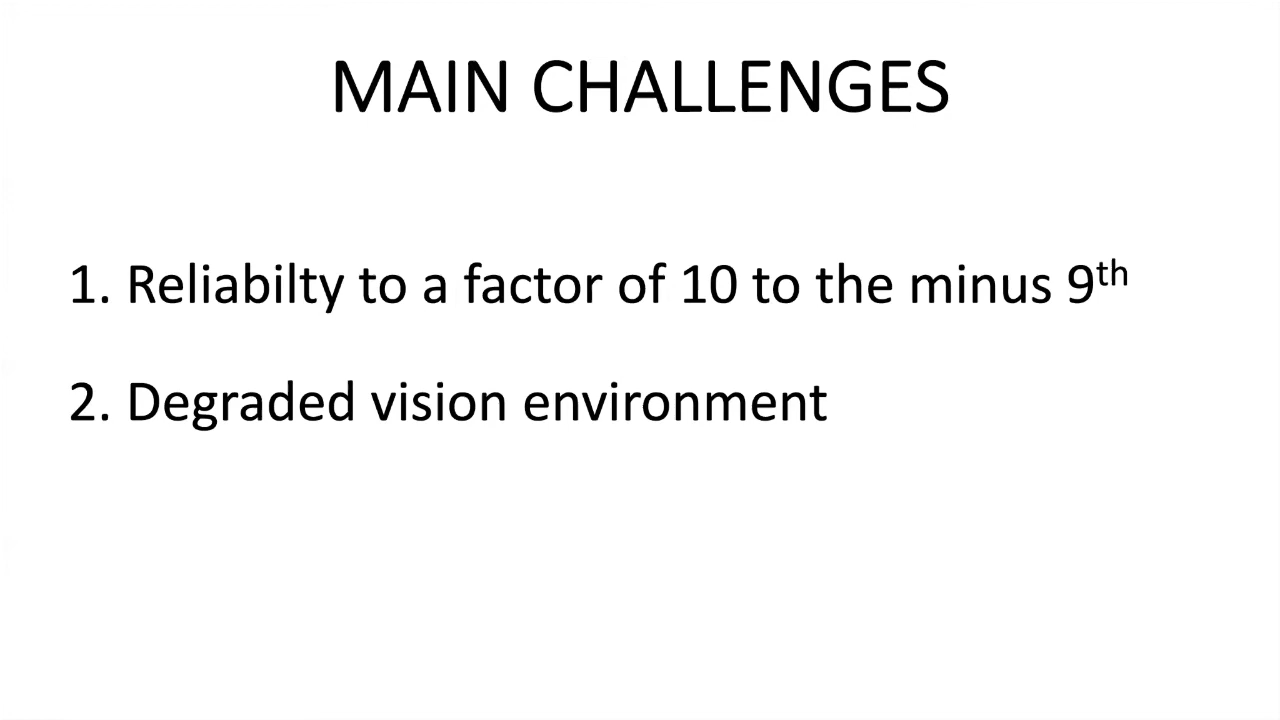 MAIN CHALLENGES
1. Reliabilty to a factor of 10 to the minus 9th
2. Degraded vision environment